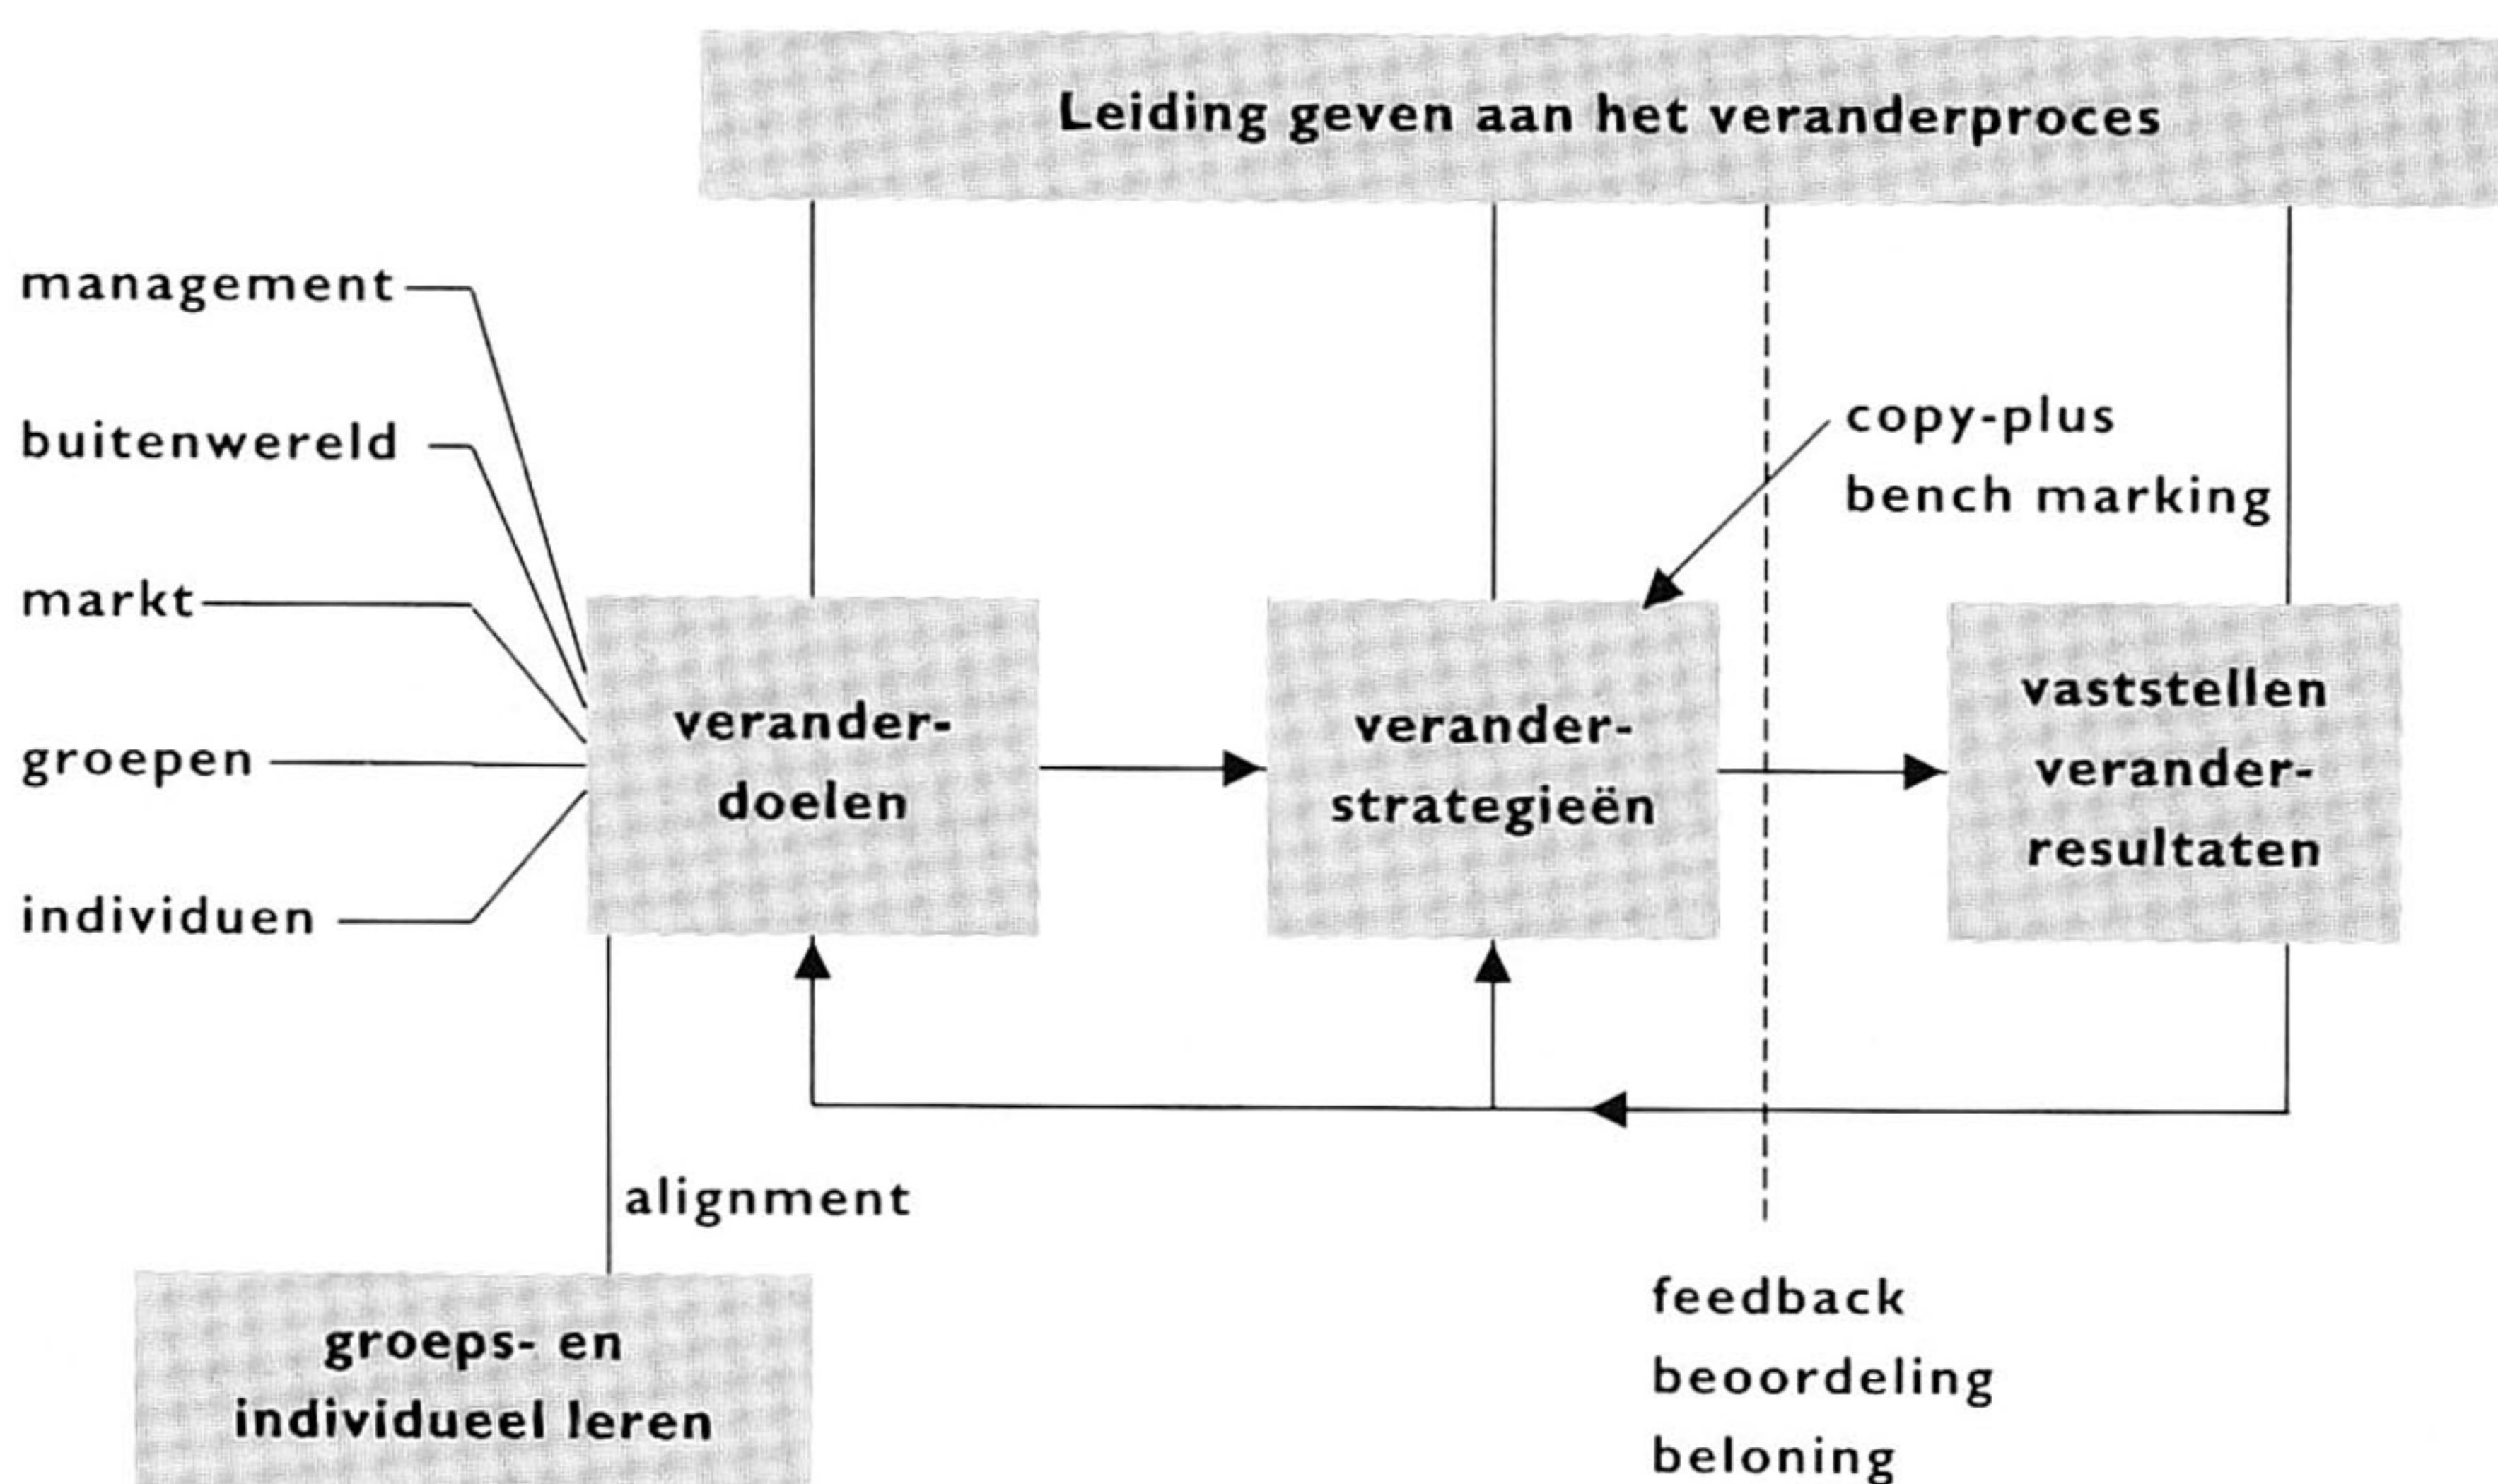 Leiding geven aan het veranderproces
management
buitenwereld
markt
groepen
individuen
copy-plus
bench marking
verander-
doelen
verander-
strategieën
vaststellen
verander-
resultaten
alignment
groeps- en
individueel leren
feedback
beoordeling
beloning